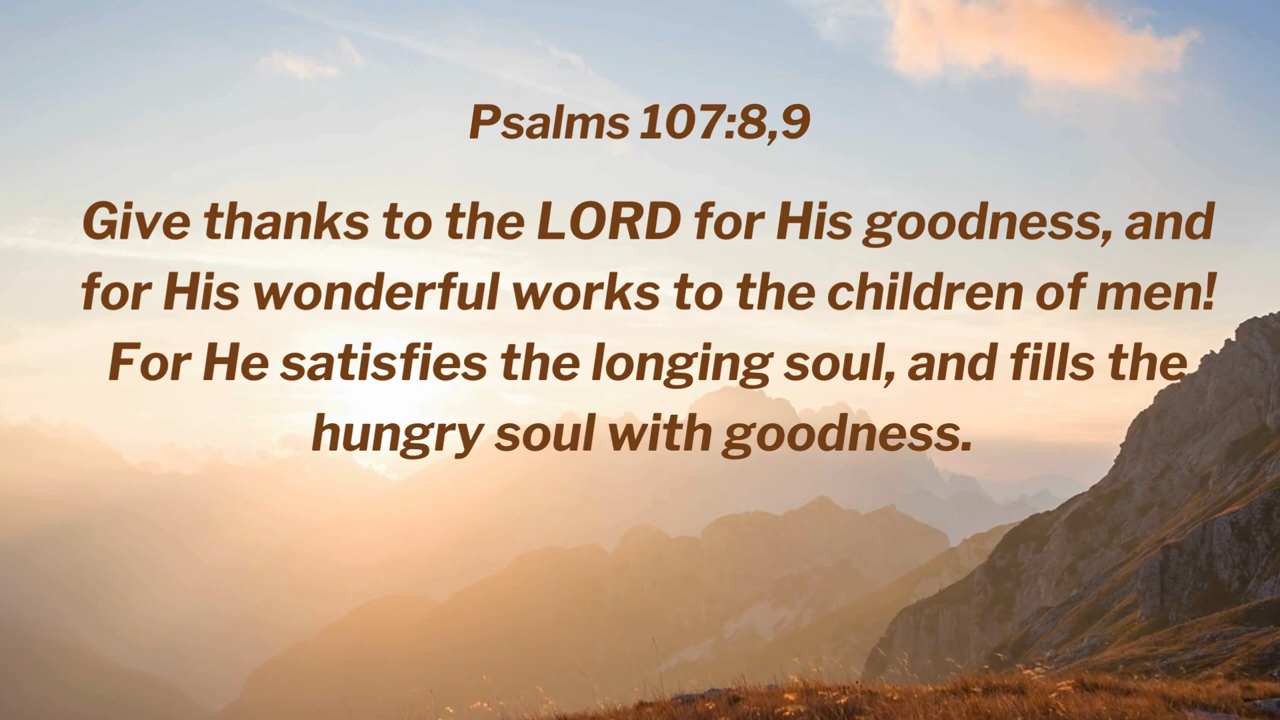 Psalms 107:8,9
Give thanks to the LORD for His goodness, and
for His wonderful works to the children of men!
For He satisfies the longing soul, and fills the
hungry soul with goodness.